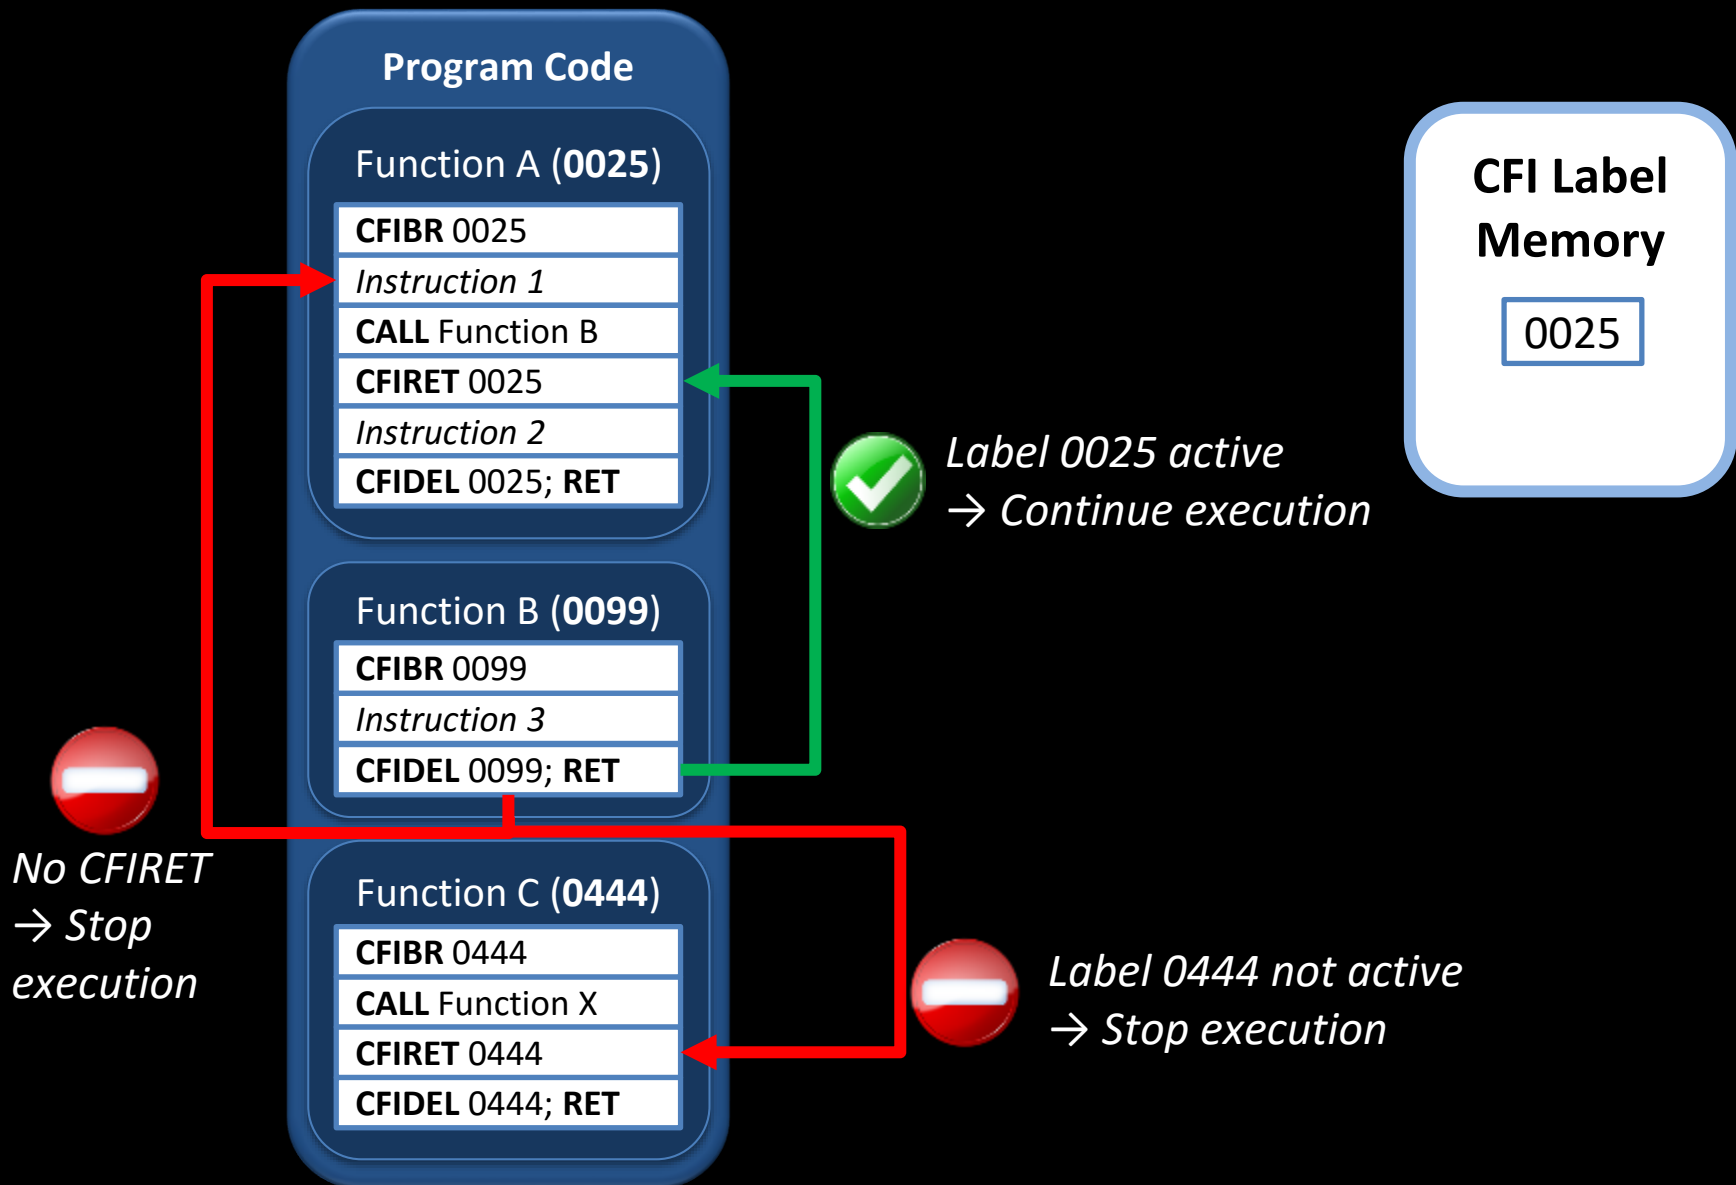 Program Code
Function A (0025)
CFIBR 0025
Instruction 1
CALL Function B
CFIRET 0025
Instruction 2
CFIDEL 0025; RET
Function B (0099)
CFIBR 0099
Instruction 3
CFIDEL 0099; RET
Function C (0444)
CFIBR 0444
CALL Function X
CFIRET 0444
CFIDEL 0444; RET
No CFIRET
→ Stop
execution
Label 0025 active
→ Continue execution
Label 0444 not active
→ Stop execution
CFI Label
Memory
0025